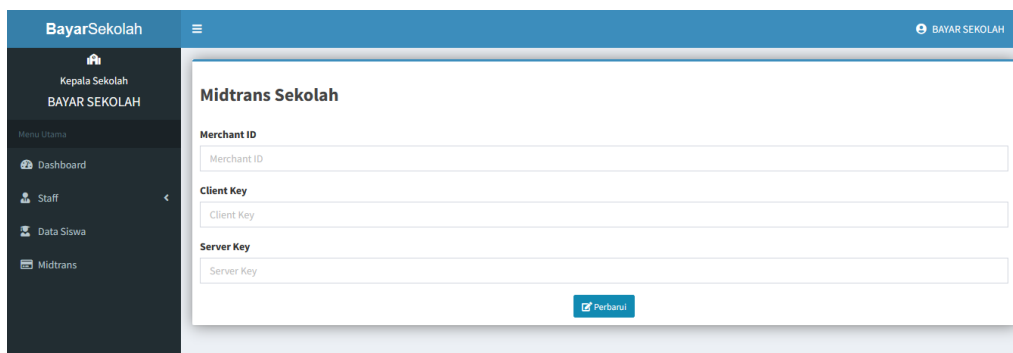 BayarSekolah
BAYAR SEKOLAH
Kepala Sekolah
BAYAR SEKOLAH
Menu Utama
Dashboard
Staff
Data Siswa
Midtrans
Midtrans Sekolah
Merchant ID
Merchant ID
Client Key
Client Key
Server Key
Server Key
Perbarui